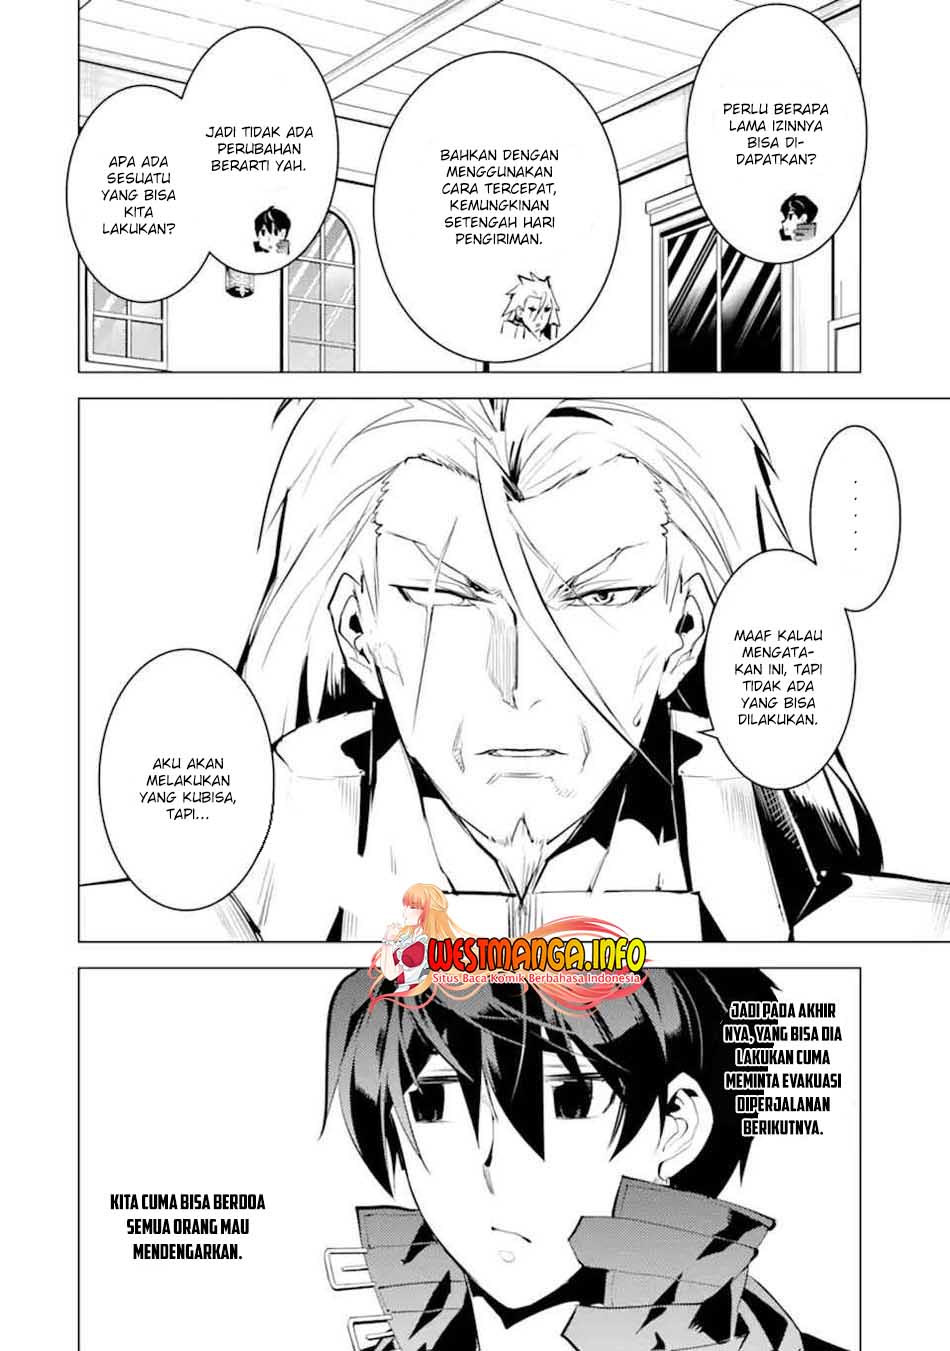 PERLU BERAPA
LAMA IZINNYA
BISA DI-
DAPATKAN?
BAHKAN DENGAN
MENGGUNAKAN
CARA TERCEPAT,
KEMUNGKINAN
SETENGAH HARI
PENGIRIMAN.
JADI TIDAK ADA
PERUBAHAN
BERARTI YAH.
APA ADA
SESUATU
YANG BISA
KITA
LAKUKAN?
......
MAAF KALAU
MENGATA-
KAN INI, TAPI
TIDAK ADA
YANG BISA
DILAKUKAN.
AKU AKAN
MELAKUKAN
YANG KUBISA,
TAPI...
WESTMANGA.INFO
Situs Baca Komik Berbahasa Indonesia
JADI PADA AKHIR
NYA, YANG BISA DIA
LAKUKAN CUMA
MEMINTA EVAKUASI
DIPERJALANAN
BERIKUTNYA.
KITA CUMA BISA BERDOA
SEMUA ORANG MAU
MENDENGARKAN.